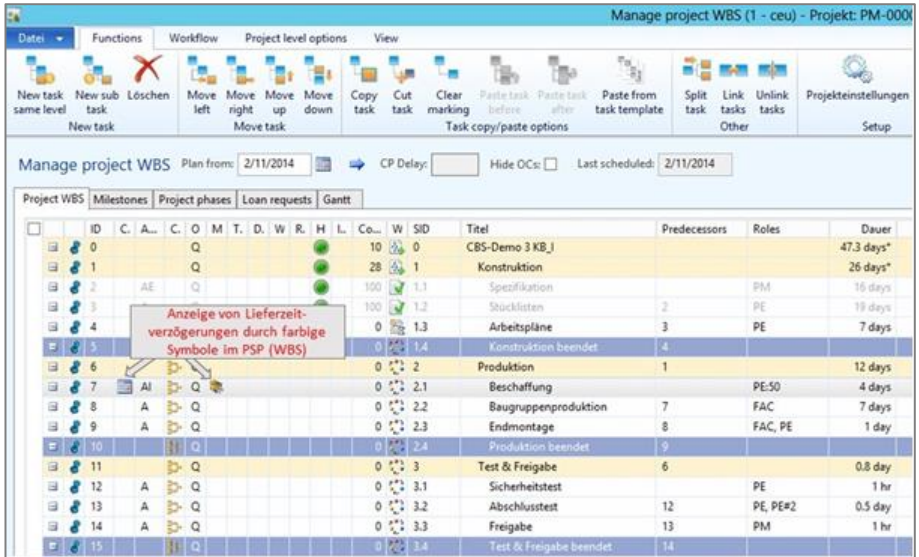 Manage project WBS (1 - ceu) - Projekt: PM-0000
Datei Functions Workflow Project level options View
New task same level New sub task Löschen Move left Move right Move up Move down Copy task Cut task Clear marking Paste task before Paste task after Paste from task template Split task Link tasks Unlink tasks Projekteinstellungen
New task Move task Task copy/paste options Other Setup
Manage project WBS Plan from: 2/11/2014 CP Delay: Hide OCs: Last scheduled: 2/11/2014
Project WBS Milestones Project phases Loan requests Gantt
ID C. A... C. O M T. D. W R. H I.. Co... W SID Titel Predecessors Roles Dauer
0 Q 10 0 CBS-Demo 3 KB_I 47.3 days*
1 Q 28 1 Konstruktion 26 days*
2 AE Q 100 1.1 Spezifikation PM 16 days
3 100 1.2 Stücklisten 2 PE 19 days
4 0 1.3 Arbeitspläne 3 PE 7 days
5 0 1.4 Konstruktion beendet 4
Anzeige von Lieferzeit-
verzögerungen durch farbige
Symbole im PSP (WBS)
6 0 2 Produktion 1 12 days
7 AI Q 0 2.1 Beschaffung PE:50 4 days
8 A Q 0 2.2 Baugruppenproduktion 7 FAC 7 days
9 A Q 0 2.3 Endmontage 8 FAC, PE 1 day
10 Q 0 2.4 Produktion beendet 9
11 Q 0 3 Test & Freigabe 6 0.8 day
12 A Q 0 3.1 Sicherheitstest PE 1 hr
13 A Q 0 3.2 Abschlusstest 12 PE, PE#2 0.5 day
14 A Q 0 3.3 Freigabe 13 PM 1 hr
15 Q 0 3.4 Test & Freigabe beendet 14